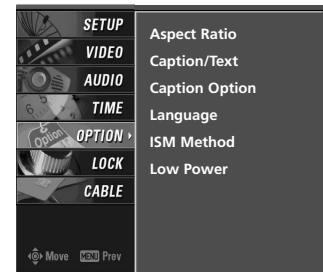 SETUP
VIDEO
AUDIO
TIME
OPTION
LOCK
CABLE
Move MENU Prev
Aspect Ratio
Caption/Text
Caption Option
Language
ISM Method
Low Power